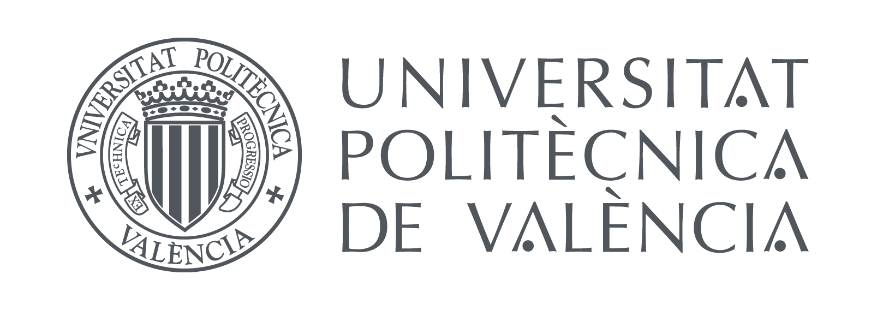 VNIVERSITAT POLITÈCNICA
VALÈNCIA
EX TECHNICA
PROGRESSIO
UNIVERSITAT
POLITÈCNICA
DE VALÈNCIA